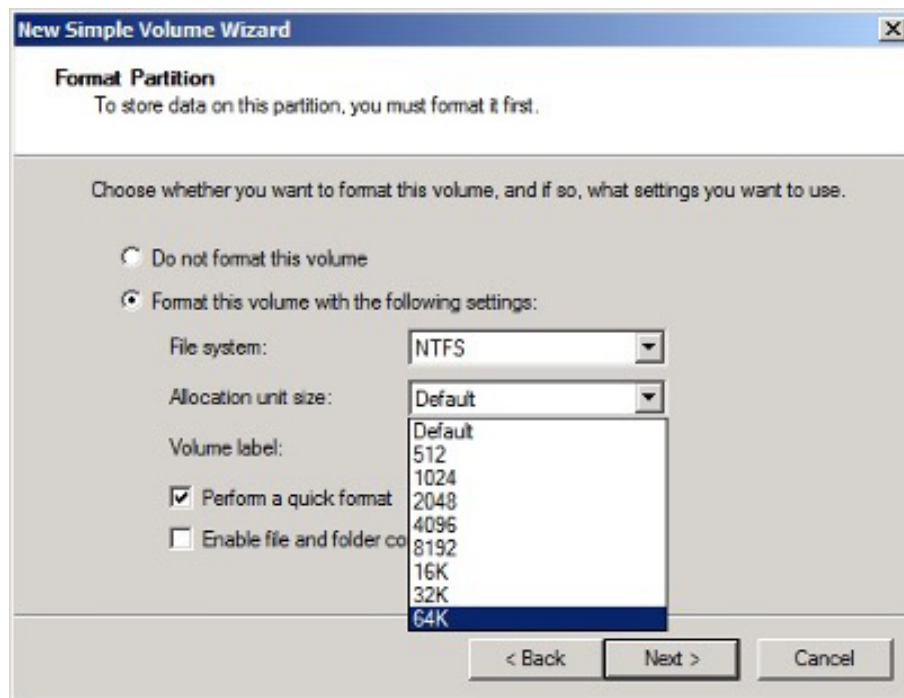 New Simple Volume Wizard
Format Partition
To store data on this partition, you must format it first.
Choose whether you want to format this volume, and if so, what settings you want to use.
Do not format this volume
Format this volume with the following settings:
File system: NTFS
Allocation unit size: Default
Default
Volume label:
512
1024
2048
Perform a quick format
4096
Enable file and folder co
8192
16K
32K
64K
< Back Next > Cancel